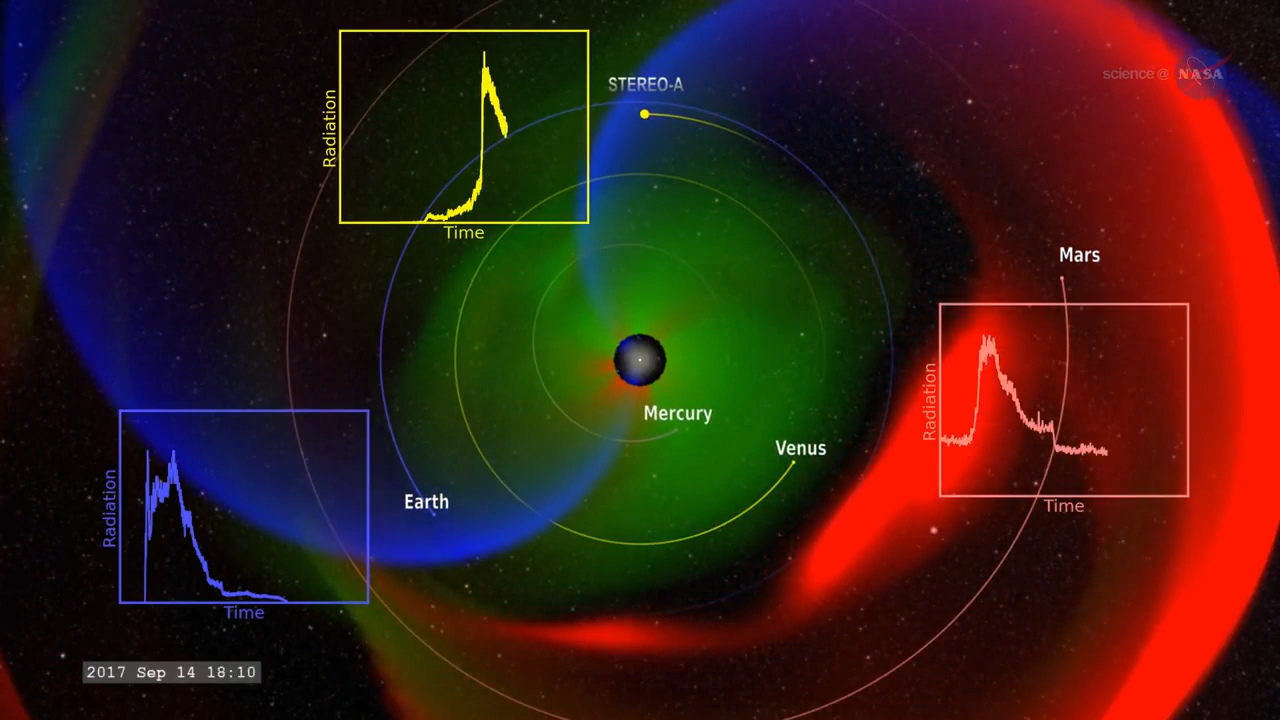 STEREO-A
science@ NASA
Radiation
Time
Mars
Radiation
Time
Mercury
Venus
Earth
Radiation
Time
2017 Sep 14 18:10